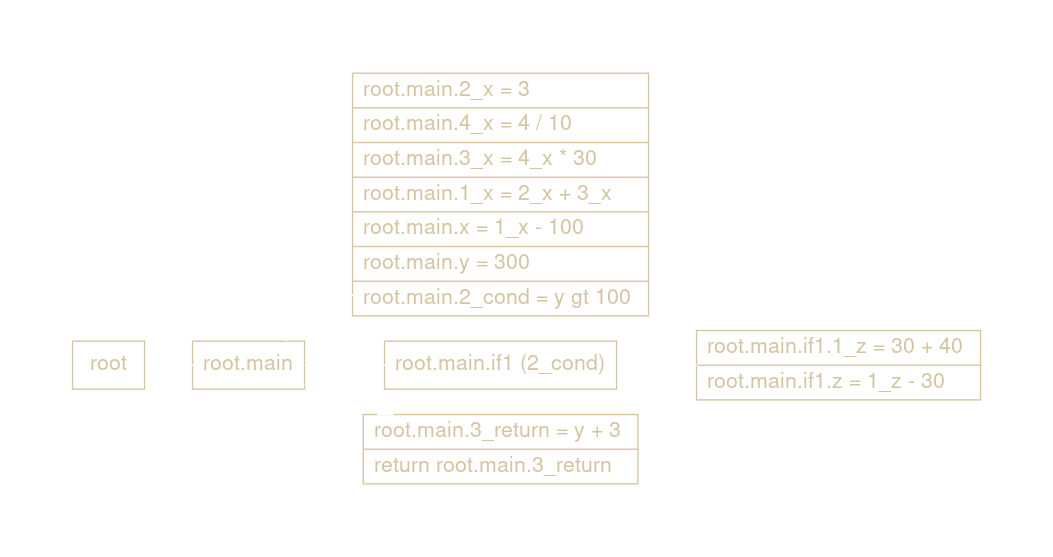 root.main.2_x = 3
root.main.4_x = 4 / 10
root.main.3_x = 4_x * 30
root.main.1_x = 2_x + 3_x
root.main.x = 1_x - 100
root.main.y = 300
root.main.2_cond = y gt 100
root
root.main
root.main.if1 (2_cond)
root.main.if1.1_z = 30 + 40
root.main.if1.z = 1_z - 30
root.main.3_return = y + 3
return root.main.3_return